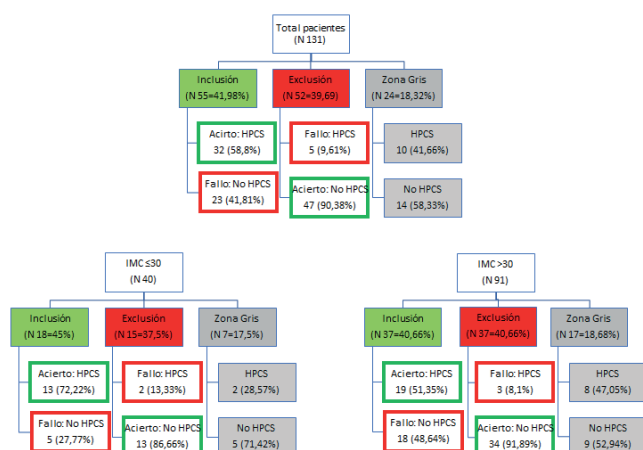 Total pacientes
(N 131)
Inclusión
(N 55=41,98%)
Exclusión
(N 52=39,69)
Zona Gris
(N 24=18,32%)
Acirto: HPCS
32 (58,8%)
Fallo: HPCS
5 (9,61%)
HPCS
10 (41,66%)
Fallo: No HPCS
23 (41,81%)
Acierto: No HPCS
47 (90,38%)
No HPCS
14 (58,33%)
IMC ≤30
(N 40)
Inclusión
(N 18=45%)
Exclusión
(N 15=37,5%)
Zona Gris
(N 7=17,5%)
Acierto: HPCS
13 (72,22%)
Fallo: HPCS
2 (13,33%)
HPCS
2 (28,57%)
Fallo: No HPCS
5 (27,77%)
Acierto: No HPCS
13 (86,66%)
No HPCS
5 (71,42%)
IMC >30
(N 91)
Inclusión
(N 37=40,66%)
Exclusión
(N 37=40,66%)
Zona Gris
(N 17=18,68%)
Acierto: HPCS
19 (51,35%)
Fallo: HPCS
3 (8,1%)
HPCS
8 (47,05%)
Fallo: No HPCS
18 (48,64%)
Acierto: No HPCS
34 (91,89%)
No HPCS
9 (52,94%)